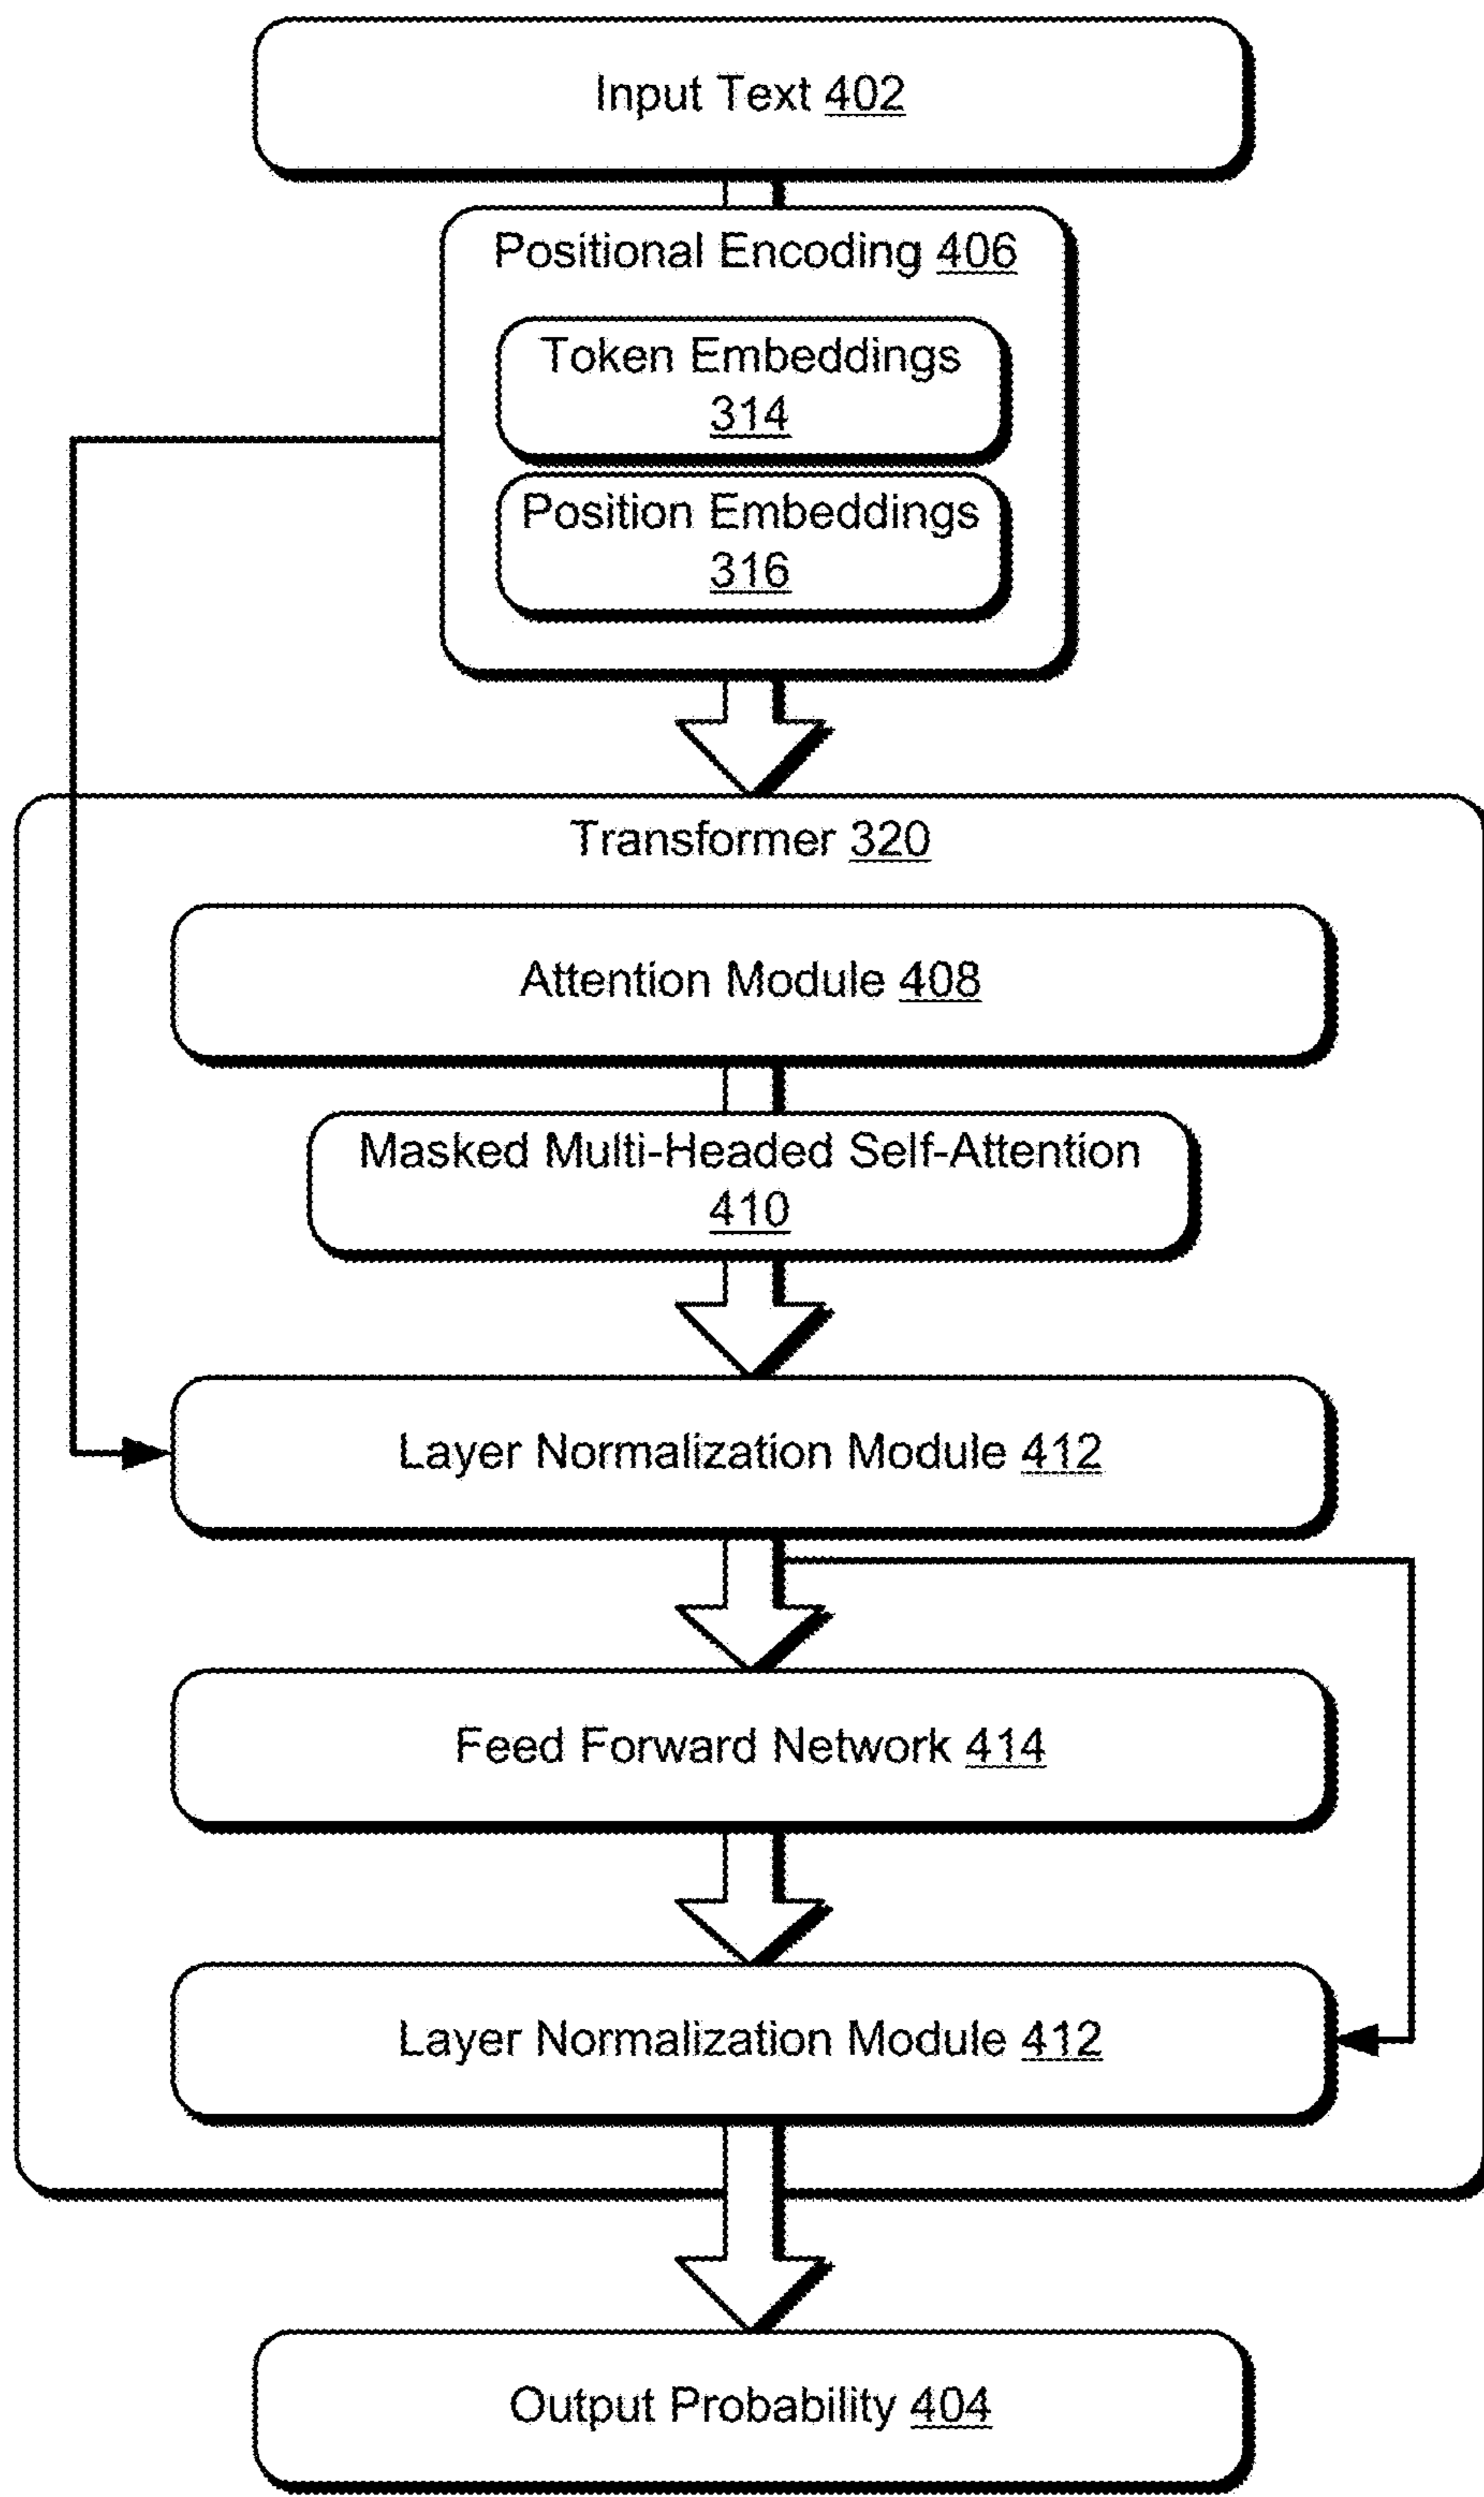 Input Text 402
Positional Encoding 406
Token Embeddings
314
Position Embeddings
316
Transformer 320
Attention Module 408
Masked Multi-Headed Self-Attention
410
Layer Normalization Module 412
Feed Forward Network 414
Layer Normalization Module 412
Output Probability 404